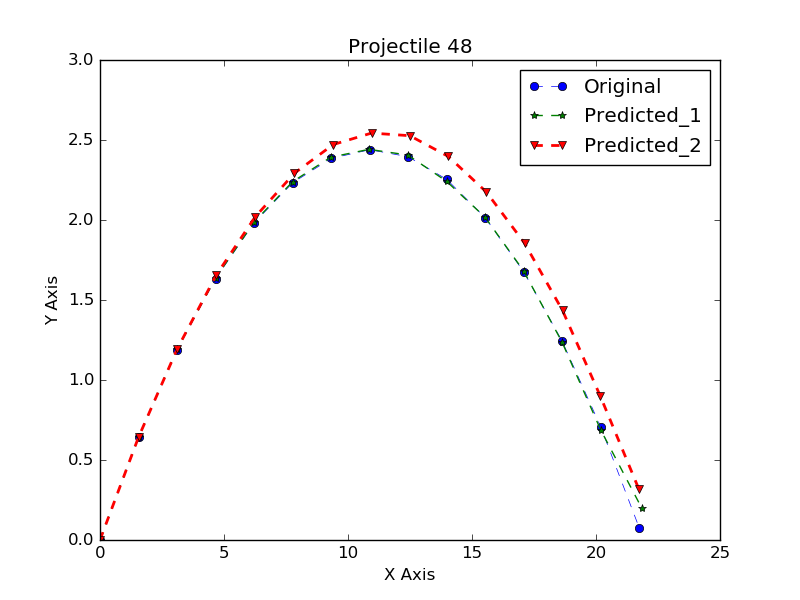 Projectile 48
3.0
2.5
2.0
1.5
1.0
0.5
0.0
Y Axis
0 5 10 15 20 25
X Axis
Original
Predicted_1
Predicted_2